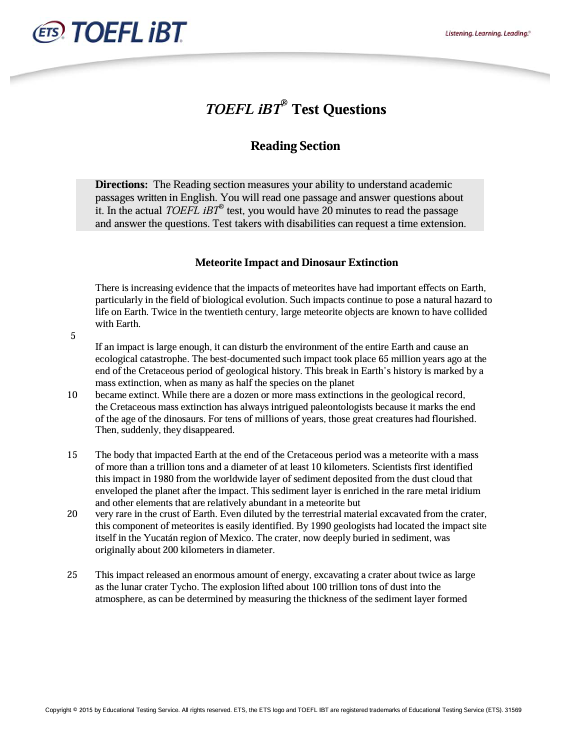 ETS TOEFL iBT
Listening. Learning. Leading.®
TOEFL iBT® Test Questions
Reading Section
Directions: The Reading section measures your ability to understand academic
passages written in English. You will read one passage and answer questions about
it. In the actual TOEFL iBT® test, you would have 20 minutes to read the passage
and answer the questions. Test takers with disabilities can request a time extension.
Meteorite Impact and Dinosaur Extinction
There is increasing evidence that the impacts of meteorites have had important effects on Earth,
particularly in the field of biological evolution. Such impacts continue to pose a natural hazard to
life on Earth. Twice in the twentieth century, large meteorite objects are known to have collided
with Earth.
5
If an impact is large enough, it can disturb the environment of the entire Earth and cause an
ecological catastrophe. The best-documented such impact took place 65 million years ago at the
end of the Cretaceous period of geological history. This break in Earth's history is marked by a
mass extinction, when as many as half the species on the planet
10 became extinct. While there are a dozen or more mass extinctions in the geological record,
the Cretaceous mass extinction has always intrigued paleontologists because it marks the end
of the age of the dinosaurs. For tens of millions of years, those great creatures had flourished.
Then, suddenly, they disappeared.
15 The body that impacted Earth at the end of the Cretaceous period was a meteorite with a mass
of more than a trillion tons and a diameter of at least 10 kilometers. Scientists first identified
this impact in 1980 from the worldwide layer of sediment deposited from the dust cloud that
enveloped the planet after the impact. This sediment layer is enriched in the rare metal iridium
and other elements that are relatively abundant in a meteorite but
20 very rare in the crust of Earth. Even diluted by the terrestrial material excavated from the crater,
this component of meteorites is easily identified. By 1990 geologists had located the impact site
itself in the Yucatán region of Mexico. The crater, now deeply buried in sediment, was
originally about 200 kilometers in diameter.
25 This impact released an enormous amount of energy, excavating a crater about twice as large
as the lunar crater Tycho. The explosion lifted about 100 trillion tons of dust into the
atmosphere, as can be determined by measuring the thickness of the sediment layer formed
Copyright © 2015 by Educational Testing Service. All rights reserved. ETS, the ETS logo and TOEFL IBT are registered trademarks of Educational Testing Service (ETS). 31569